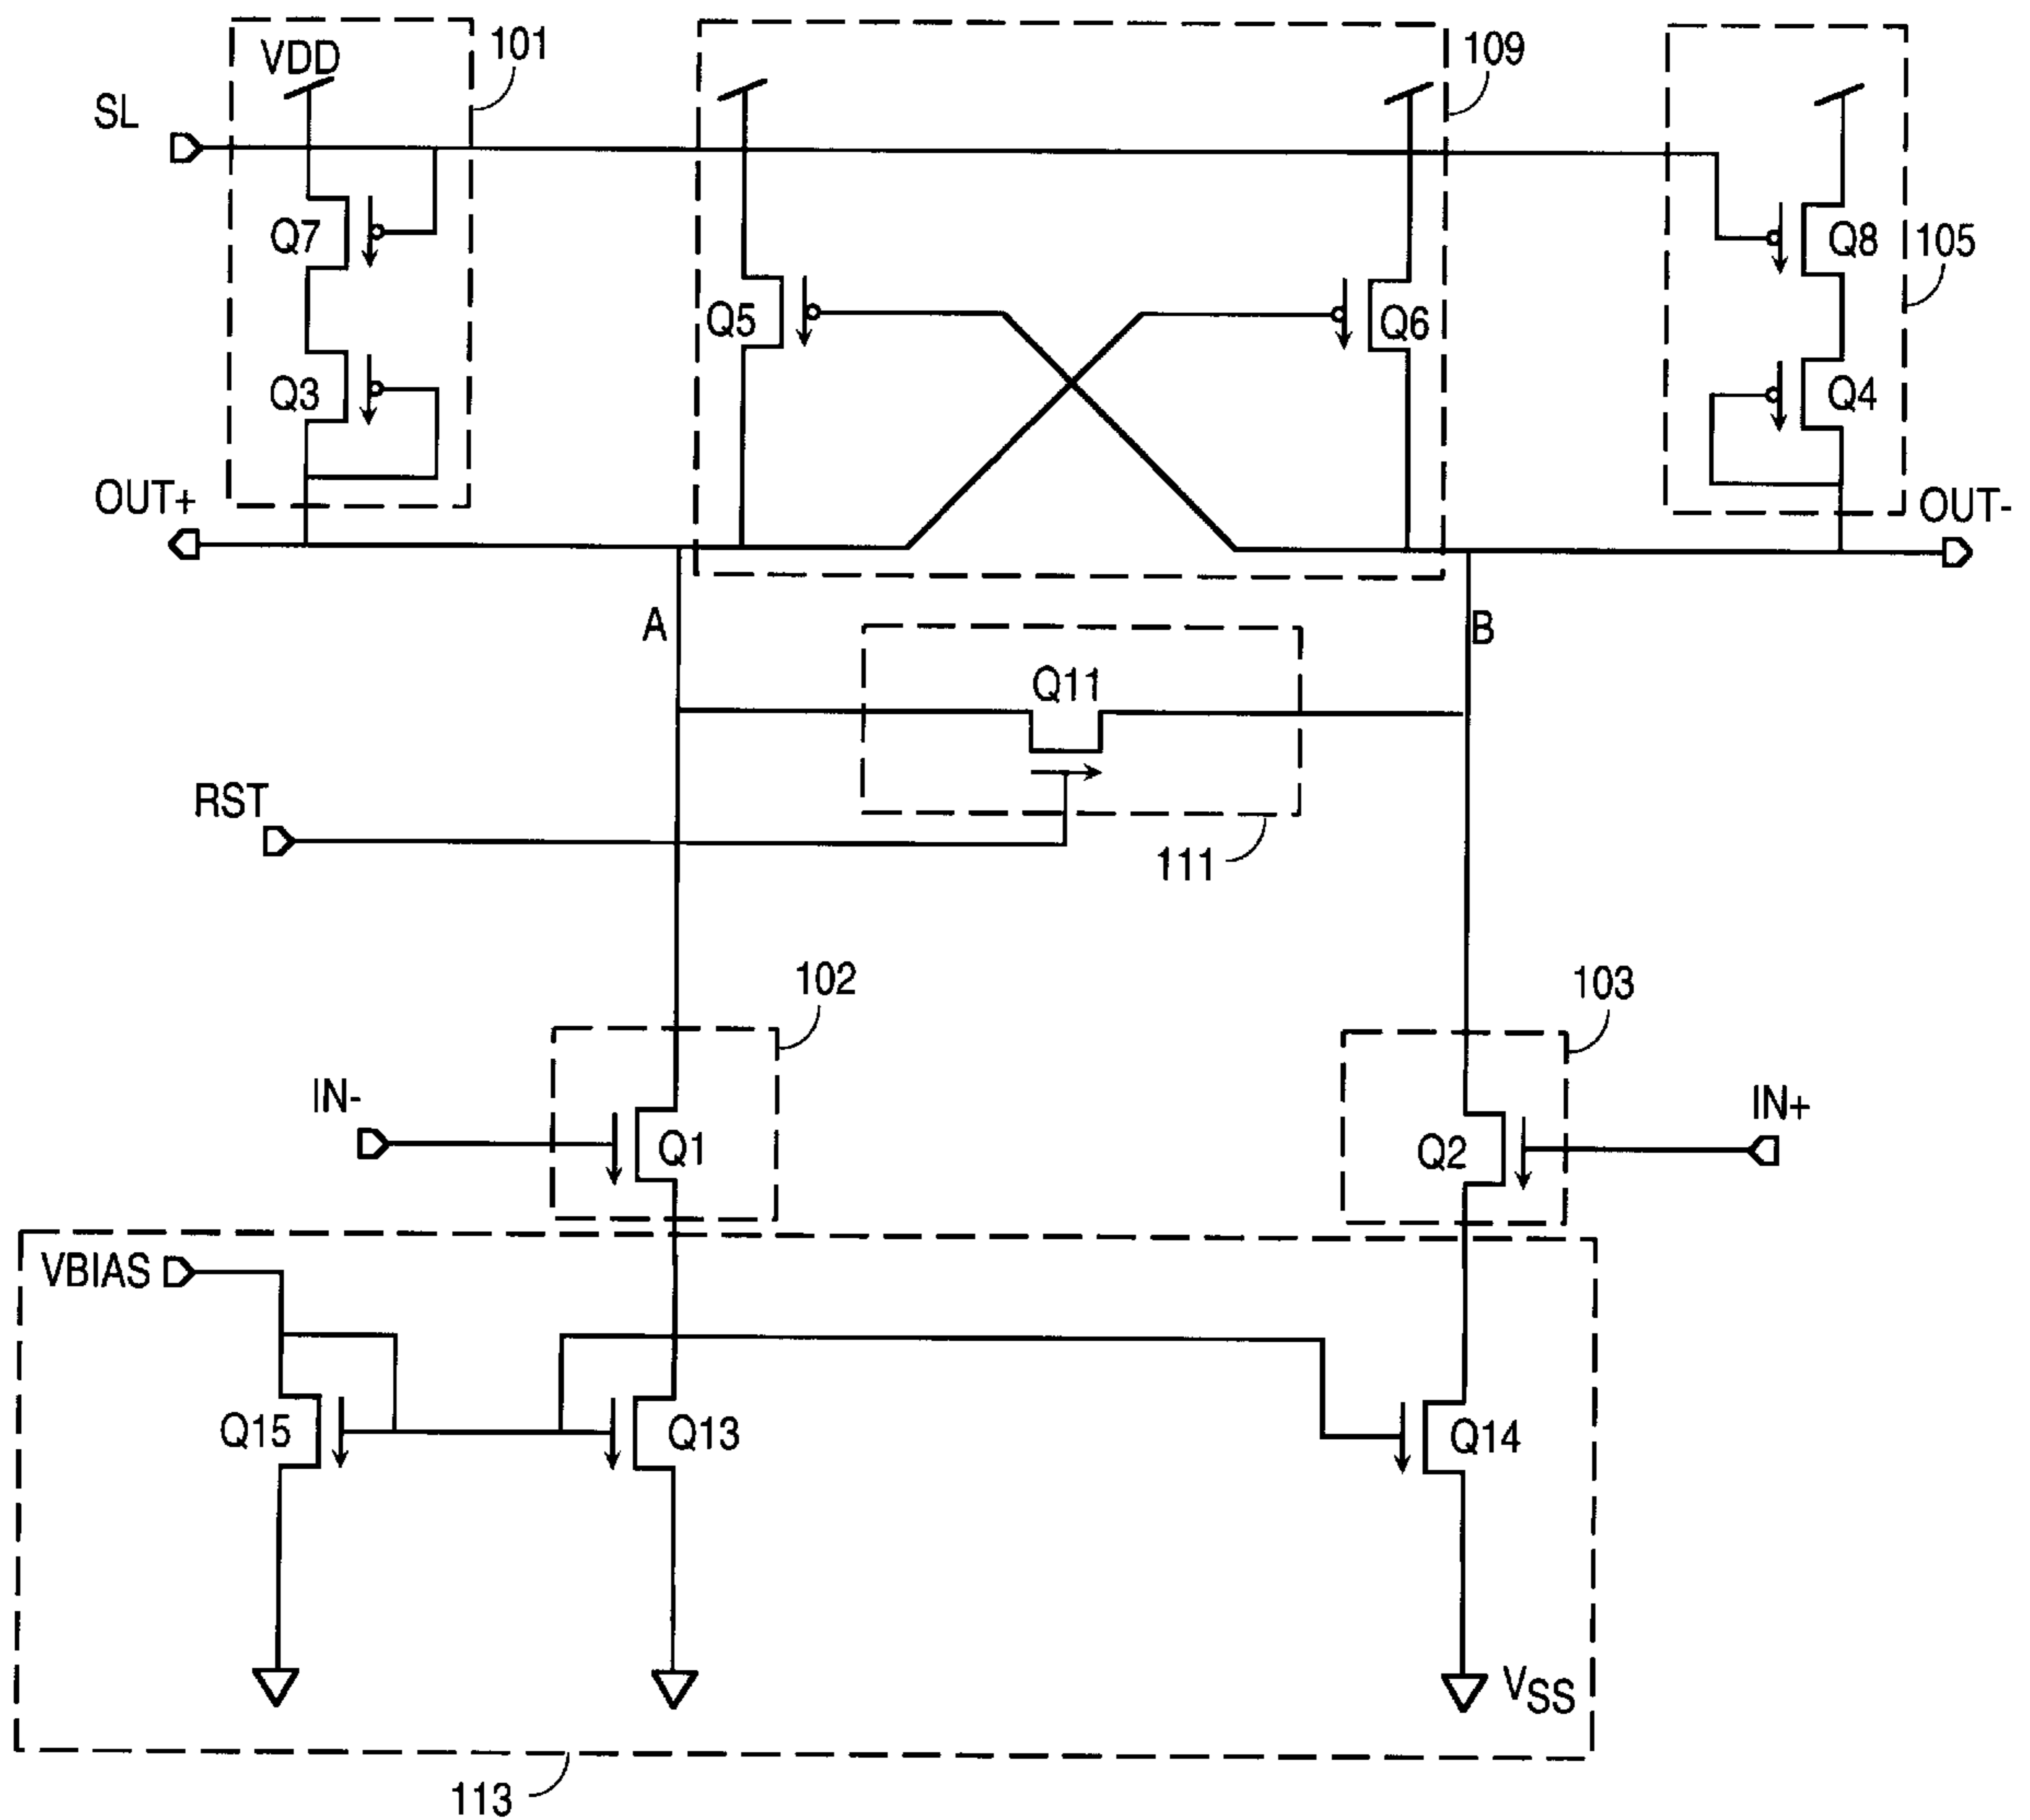 VDD
101
109
SL
Q7
Q8
105
Q5
Q6
Q3
Q4
OUT+
OUT-
A
B
Q11
RST
111
102
103
IN-
IN+
Q1
Q2
VBIAS
Q15
Q13
Q14
VSS
113